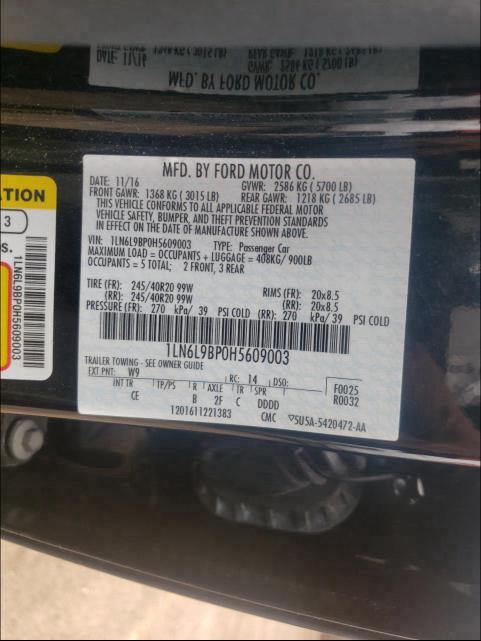 MFD. BY FORD MOTOR CO.
DATE: 11/16 GVWR: 2586 KG ( 5700 LB)
FRONT GAWR: 1368 KG ( 3015 LB) REAR GAWR: 1218 KG ( 2685 LB)
THIS VEHICLE CONFORMS TO ALL APPLICABLE FEDERAL MOTOR
VEHICLE SAFETY, BUMPER, AND THEFT PREVENTION STANDARDS
IN EFFECT ON THE DATE OF MANUFACTURE SHOWN ABOVE.
VIN: 1LN6L9BP0H5609003 TYPE: Passenger Car
MAXIMUM LOAD = OCCUPANTS + LUGGAGE = 408KG/ 900LB
OCCUPANTS = 5 TOTAL: 2 FRONT, 3 REAR
TIRE (FR): 245/40R20 99W RIMS (FR): 20x8.5
(RR): 245/40R20 99W (RR): 20x8.5
PRESSURE (FR): 270 kPa/ 39 PSI COLD (RR): 270 kPa/ 39 PSI COLD
1LN6L9BP0H5609003
TRAILER TOWING - SEE OWNER GUIDE
EXT PNT: W9 RC: 14 DSO: F0025
INT TR TP/PS R AXLE TR SPR R0032
CE B 2F C DDDD
1201611221383 CMC SUSA-5420472-AA
ATION
3
S.
1LN6L9BP0H5609003
MFD. BY FORD MOTOR CO.
GVWR: 2586 KG ( 5700 LB)
11/16